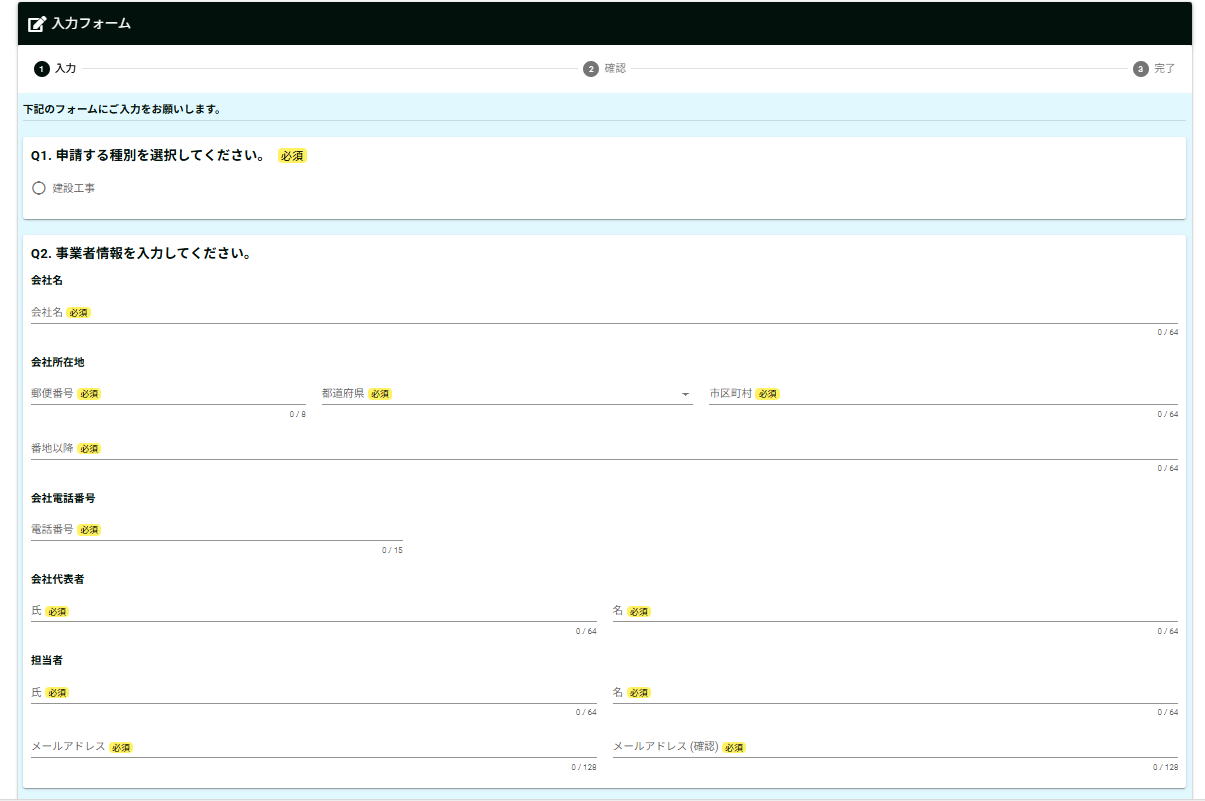 入力フォーム
1 入力 2 確認 3 完了
下記のフォームにご入力をお願いします。
Q1. 申請する種別を選択してください。 必須
建設工事
Q2. 事業者情報を入力してください。
会社名
会社名 必須
0 / 64
会社所在地
郵便番号 必須 都道府県 必須 市区町村 必須
0 / 8 0 / 64
番地以降 必須
0 / 64
会社電話番号
電話番号 必須
0 / 15
会社代表者
氏 必須 名 必須
0 / 64 0 / 64
担当者
氏 必須 名 必須
0 / 64 0 / 64
メールアドレス 必須 メールアドレス (確認) 必須
0 / 128 0 / 128